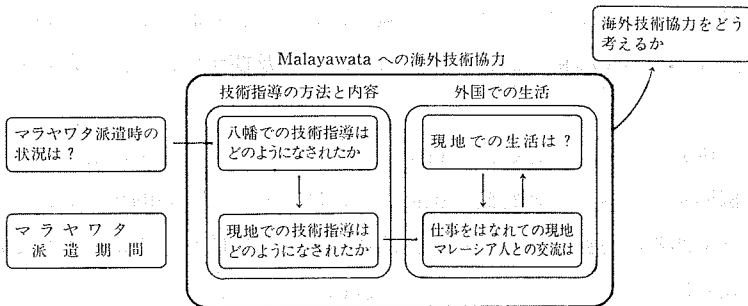 海外技術協力をどう
考えるか
Malayawata への海外技術協力
技術指導の方法と内容
外国での生活
マラヤワタ派遣時の
状況は？
八幡での技術指導は
どのようになされたか
現地での生活は？
マラヤワタ
派遣期間
現地での技術指導は
どのようになされたか
仕事をはなれての現地
マレーシア人との交流は